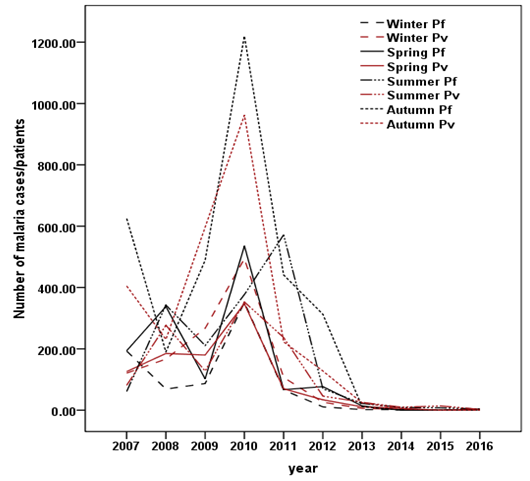 Winter Pf
Winter Pv
Spring Pf
Spring Pv
Summer Pf
Summer Pv
Autumn Pf
Autumn Pv
Number of malaria cases/patients
1200.00
1000.00
800.00
600.00
400.00
200.00
0.00
2007 2008 2009 2010 2011 2012 2013 2014 2015 2016
year